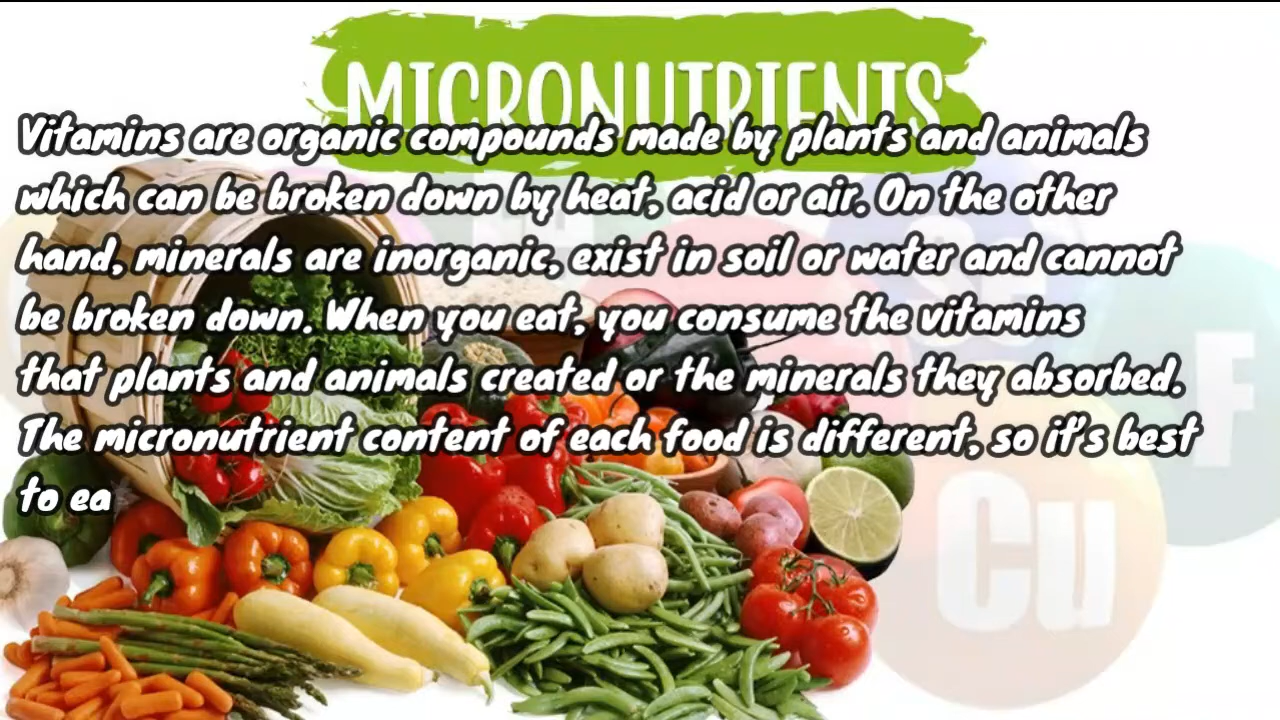 MICRONUTRIENTS
Vitamins are organic compounds made by plants and animals
which can be broken down by heat, acid or air. On the other
hand, minerals are inorganic, exist in soil or water and cannot
be broken down. When you eat, you consume the vitamins
that plants and animals created or the minerals they absorbed.
The micronutrient content of each food is different, so it's best
to ea
F
Cu